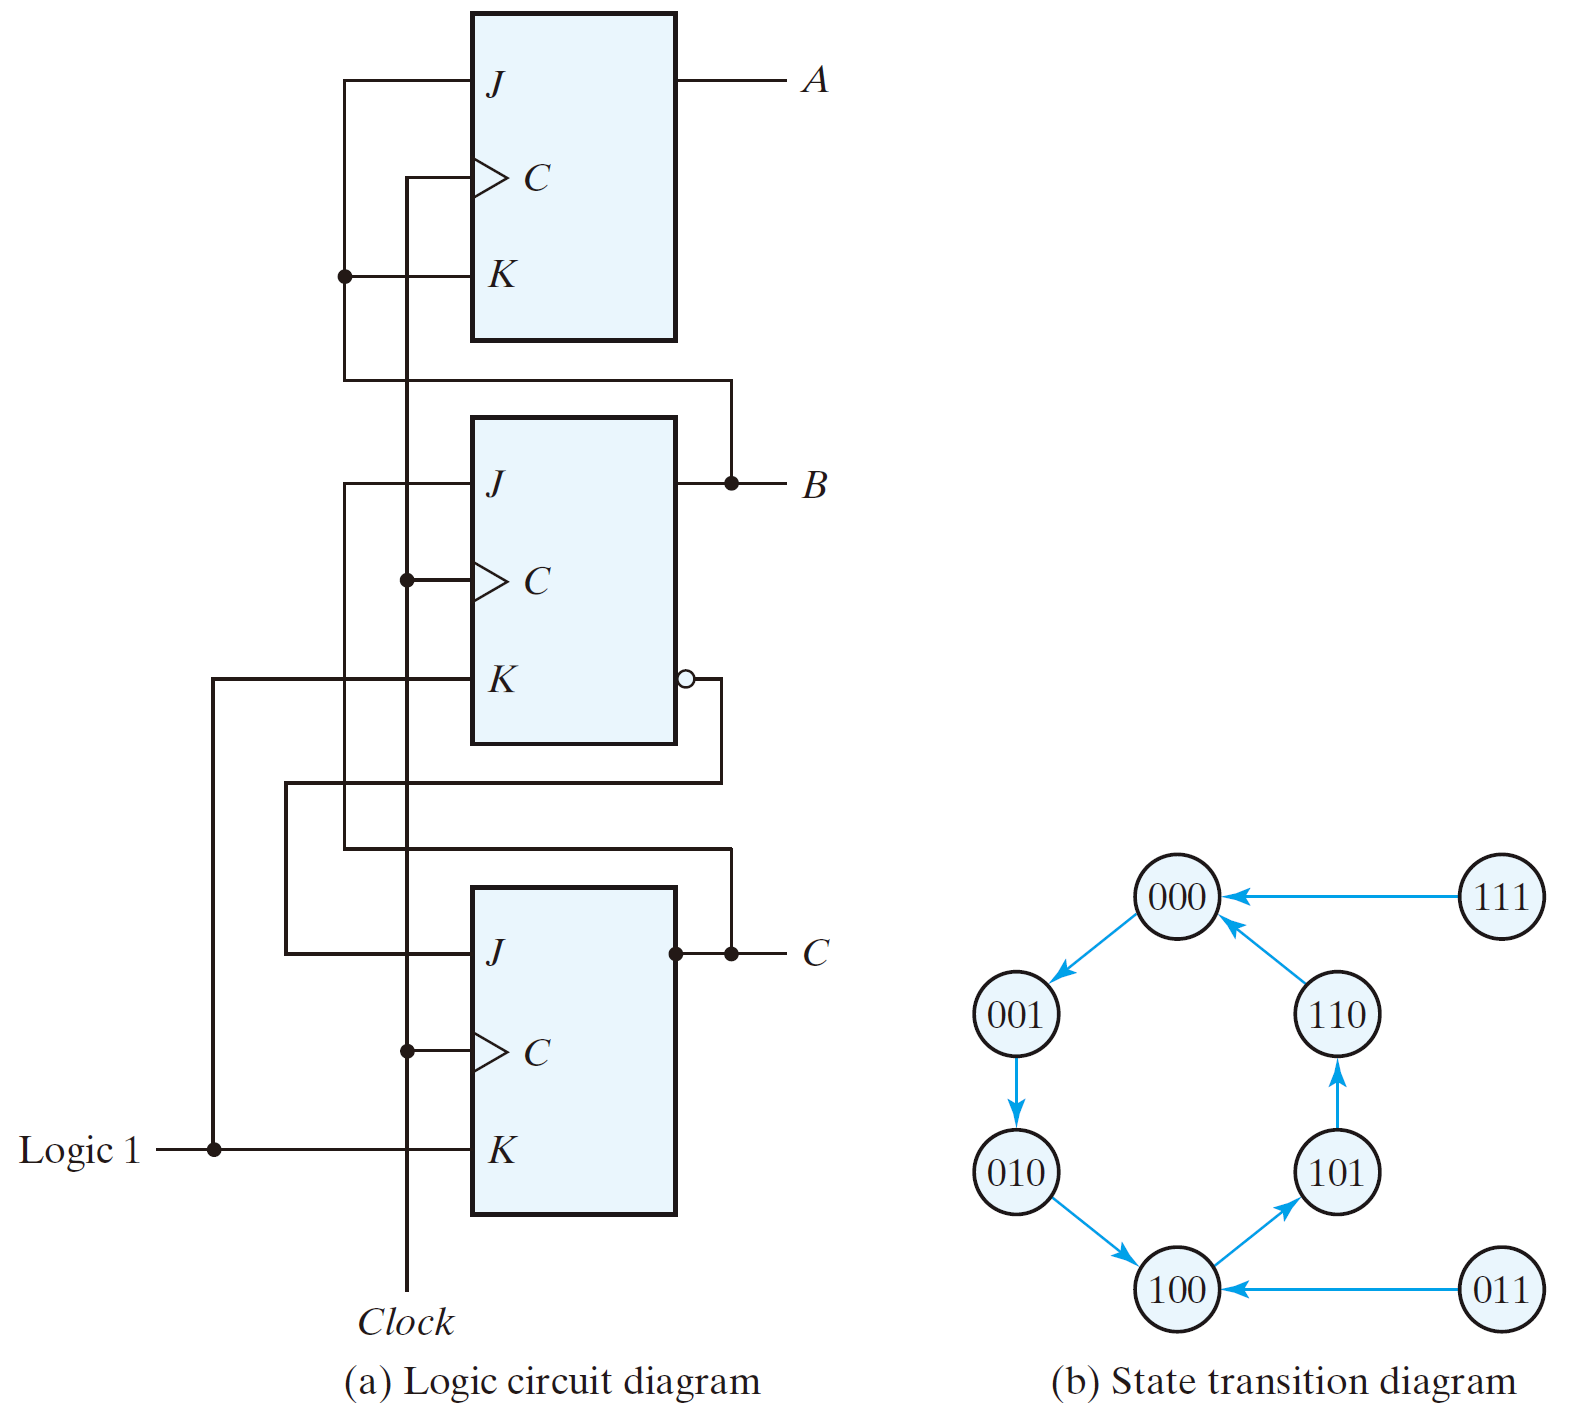 J
A
C
K
J
B
C
K
J
C
C
K
Logic 1
Clock
(a) Logic circuit diagram
000
111
001
110
010
101
100
011
(b) State transition diagram